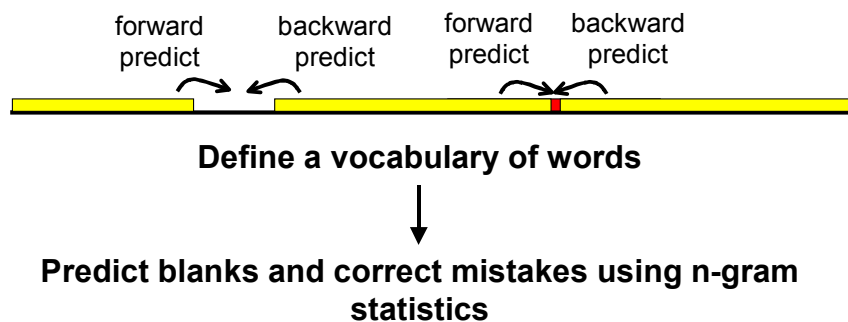 forward predict
backward predict
forward predict
backward predict
Define a vocabulary of words
Predict blanks and correct mistakes using n-gram
statistics